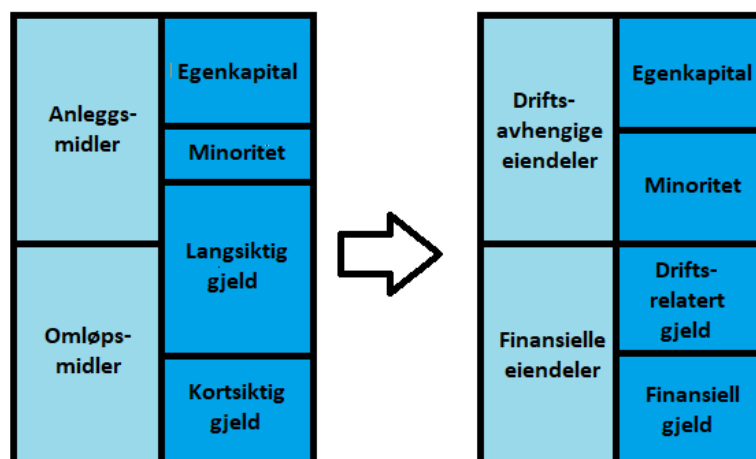 Anleggs-
midler
Omløps-
midler
Egenkapital
Minoritet
Langsiktig
gjeld
Kortsiktig
gjeld
Drifts-
avhengige
eiendeler
Finansielle
eiendeler
Egenkapital
Minoritet
Drifts-
relatert
gjeld
Finansiell
gjeld